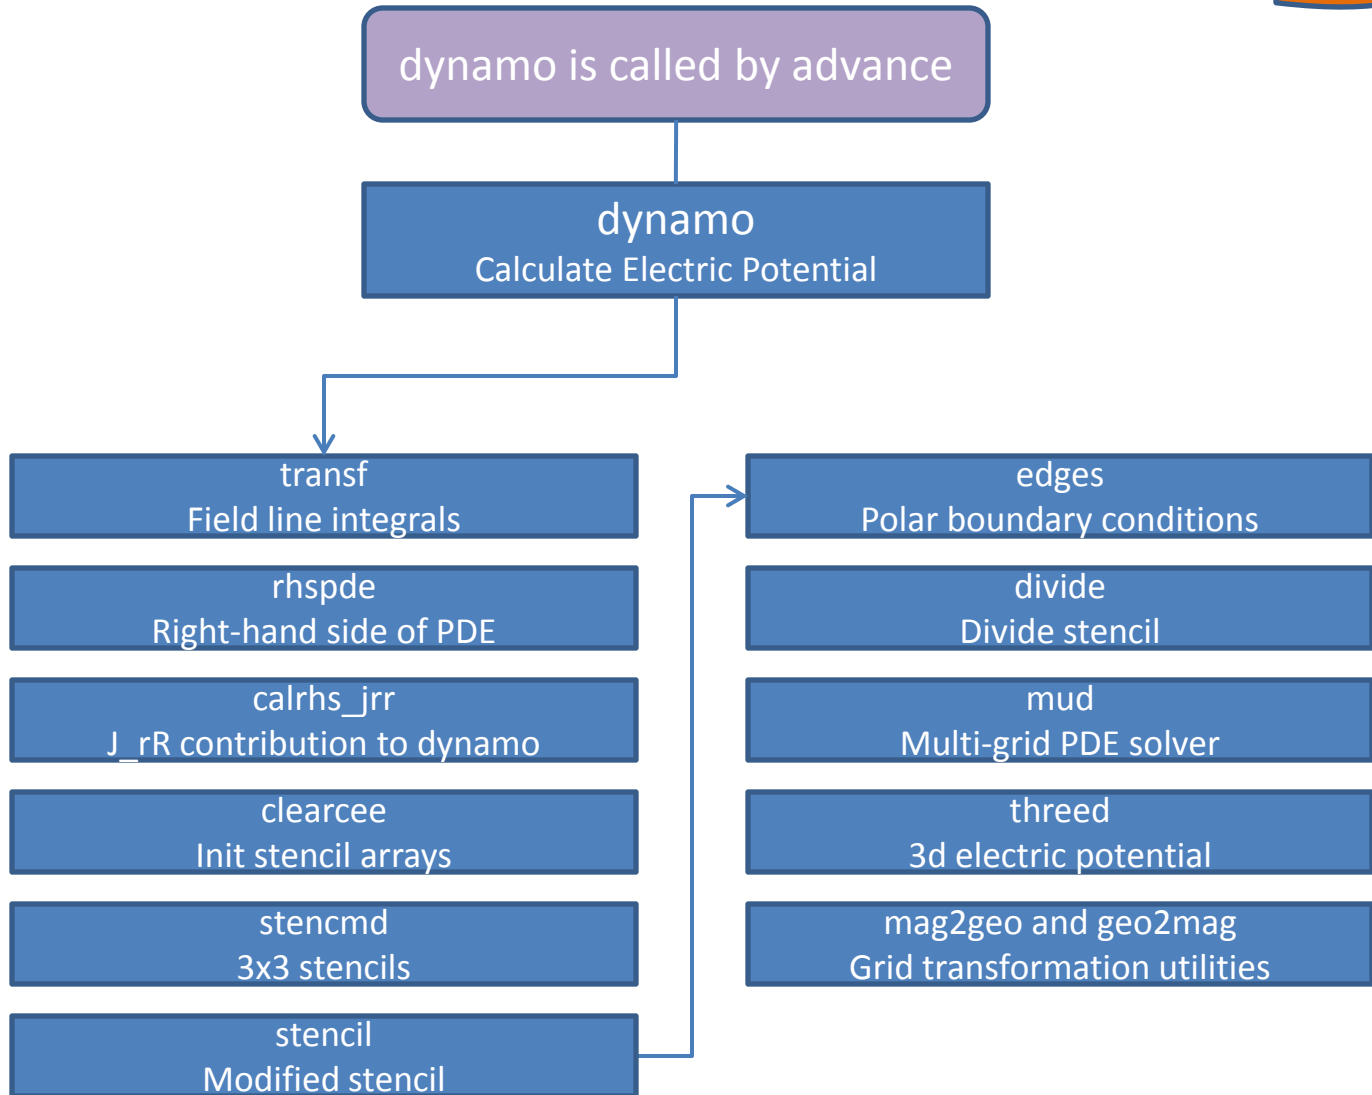 dynamo is called by advance
dynamo
Calculate Electric Potential
transf
Field line integrals
rhspde
Right-hand side of PDE
calrhs_jrr
J_rR contribution to dynamo
clearcee
Init stencil arrays
stencmd
3x3 stencils
stencil
Modified stencil
edges
Polar boundary conditions
divide
Divide stencil
mud
Multi-grid PDE solver
threed
3d electric potential
mag2geo and geo2mag
Grid transformation utilities